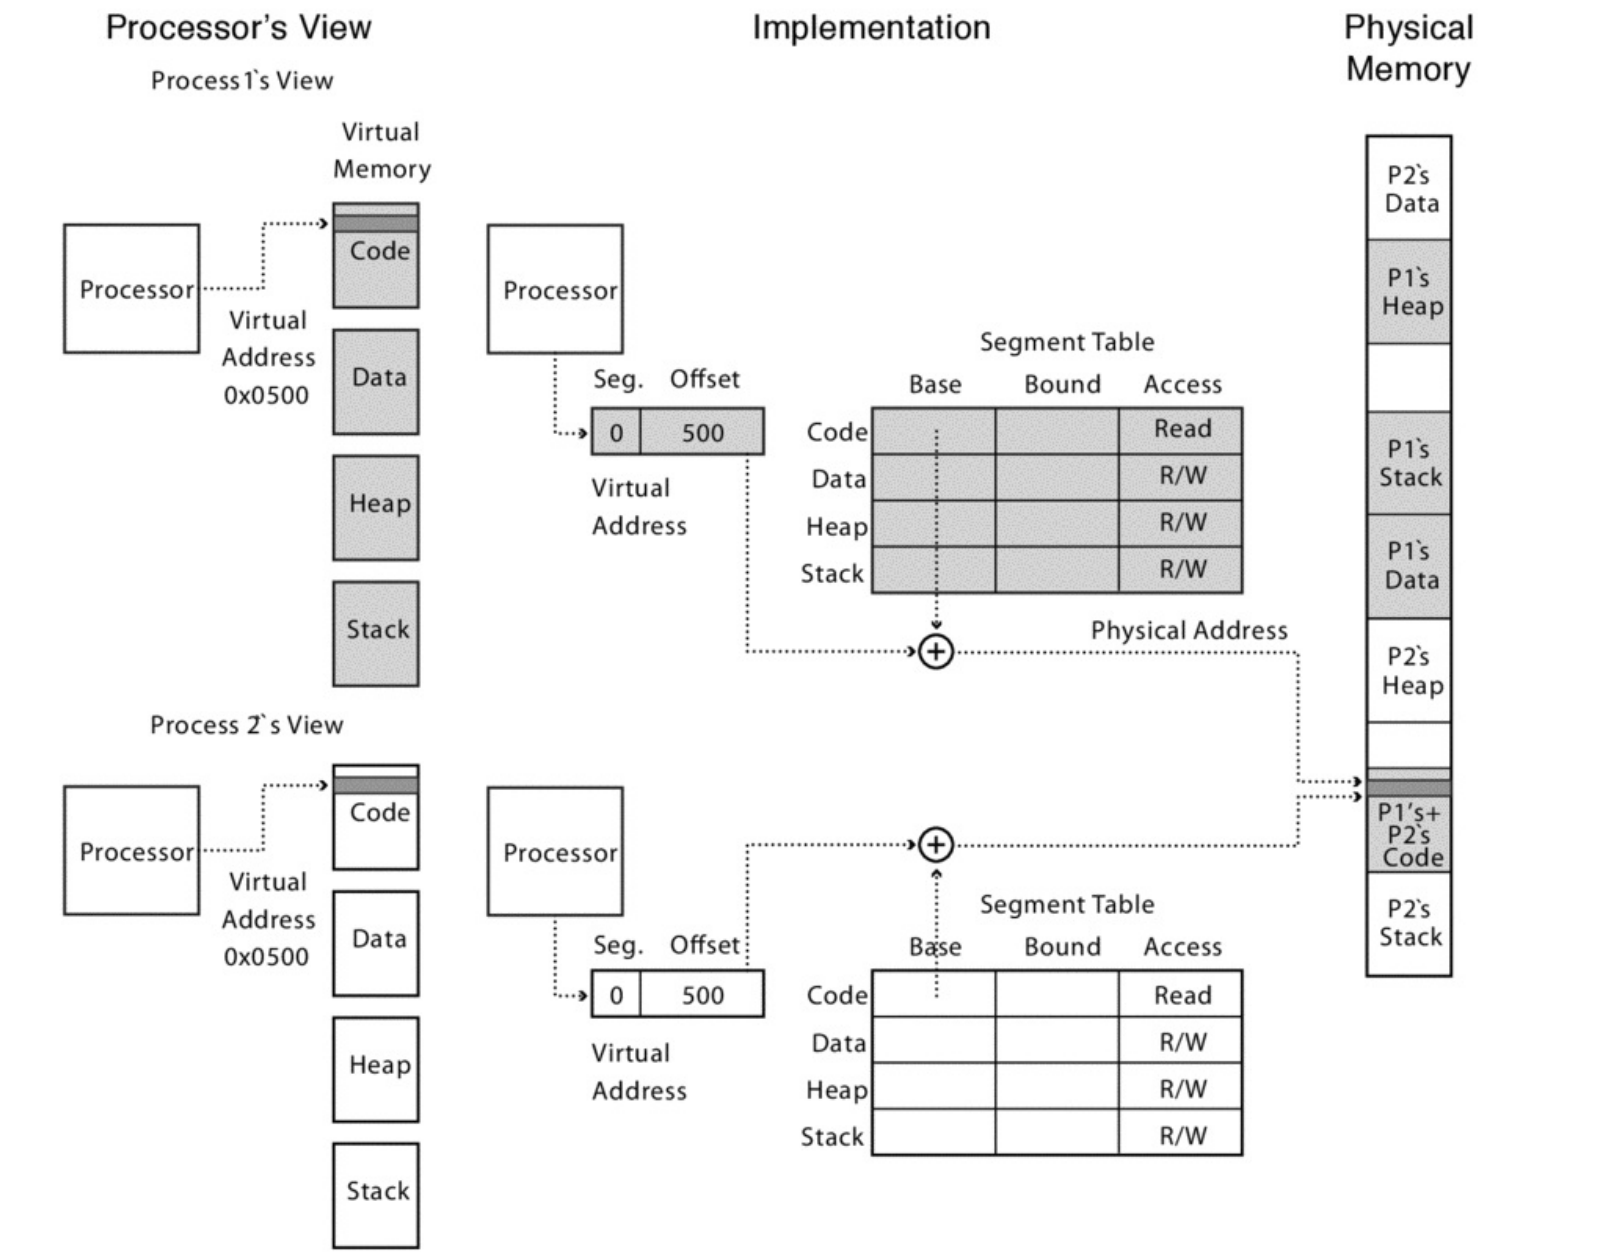 Processor's View
Implementation
Physical
Memory
Process1`s View
Virtual
Memory
Processor
Virtual
Address
0x0500
Code
Data
Heap
Stack
Processor
Seg. Offset
0 500
Virtual
Address
Segment Table
Base Bound Access
Code Read
Data R/W
Heap R/W
Stack R/W
Physical Address
Process 2`s View
Processor
Virtual
Address
0x0500
Code
Data
Heap
Stack
Processor
Seg. Offset
0 500
Virtual
Address
Segment Table
Base Bound Access
Code Read
Data R/W
Heap R/W
Stack R/W
P2`s
Data
P1`s
Heap
P1`s
Stack
P1`s
Data
P2`s
Heap
P1's+
P2`s
Code
P2`s
Stack